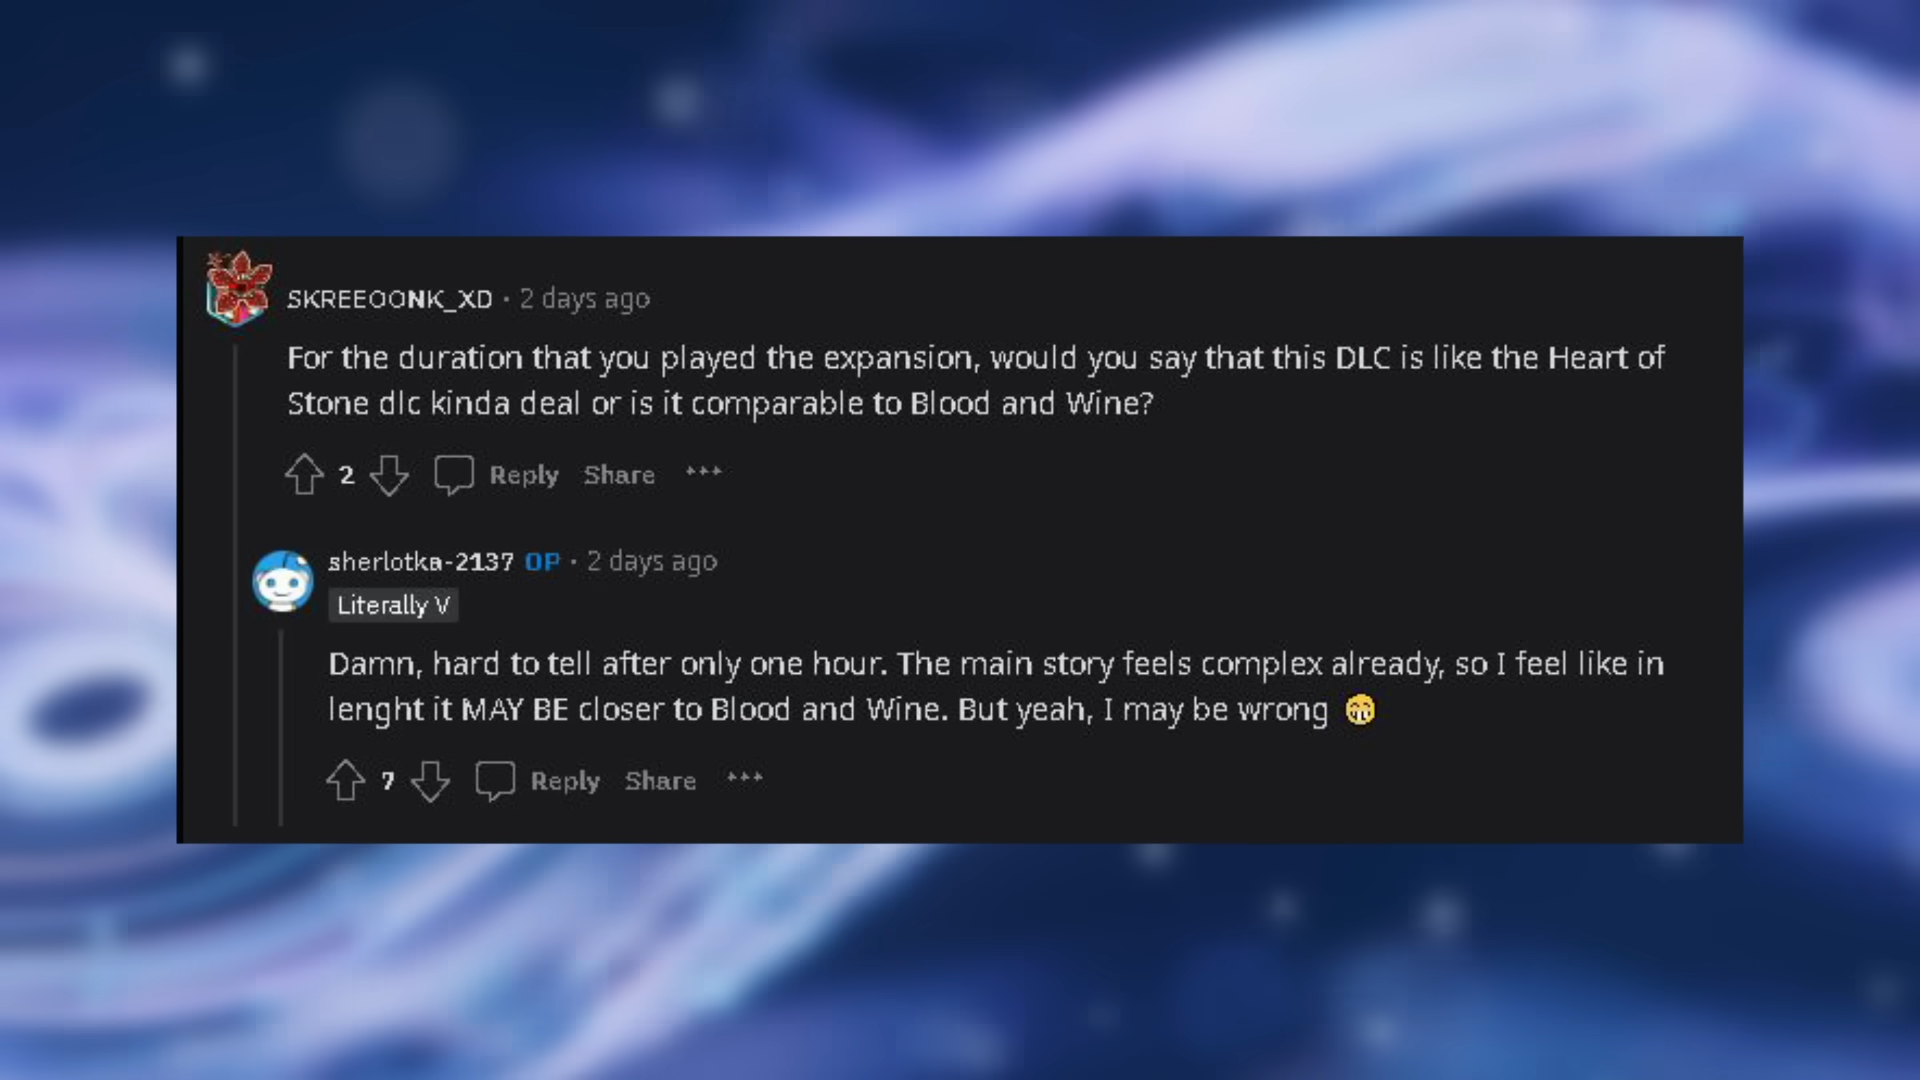 SKREEOONK_XD · 2 days ago
For the duration that you played the expansion, would you say that this DLC is like the Heart of
Stone dlc kinda deal or is it comparable to Blood and Wine?
2 Reply Share ···
sherlotka-2137 OP · 2 days ago
Literally V
Damn, hard to tell after only one hour. The main story feels complex already, so I feel like in
lenght it MAY BE closer to Blood and Wine. But yeah, I may be wrong 😁
7 Reply Share ···